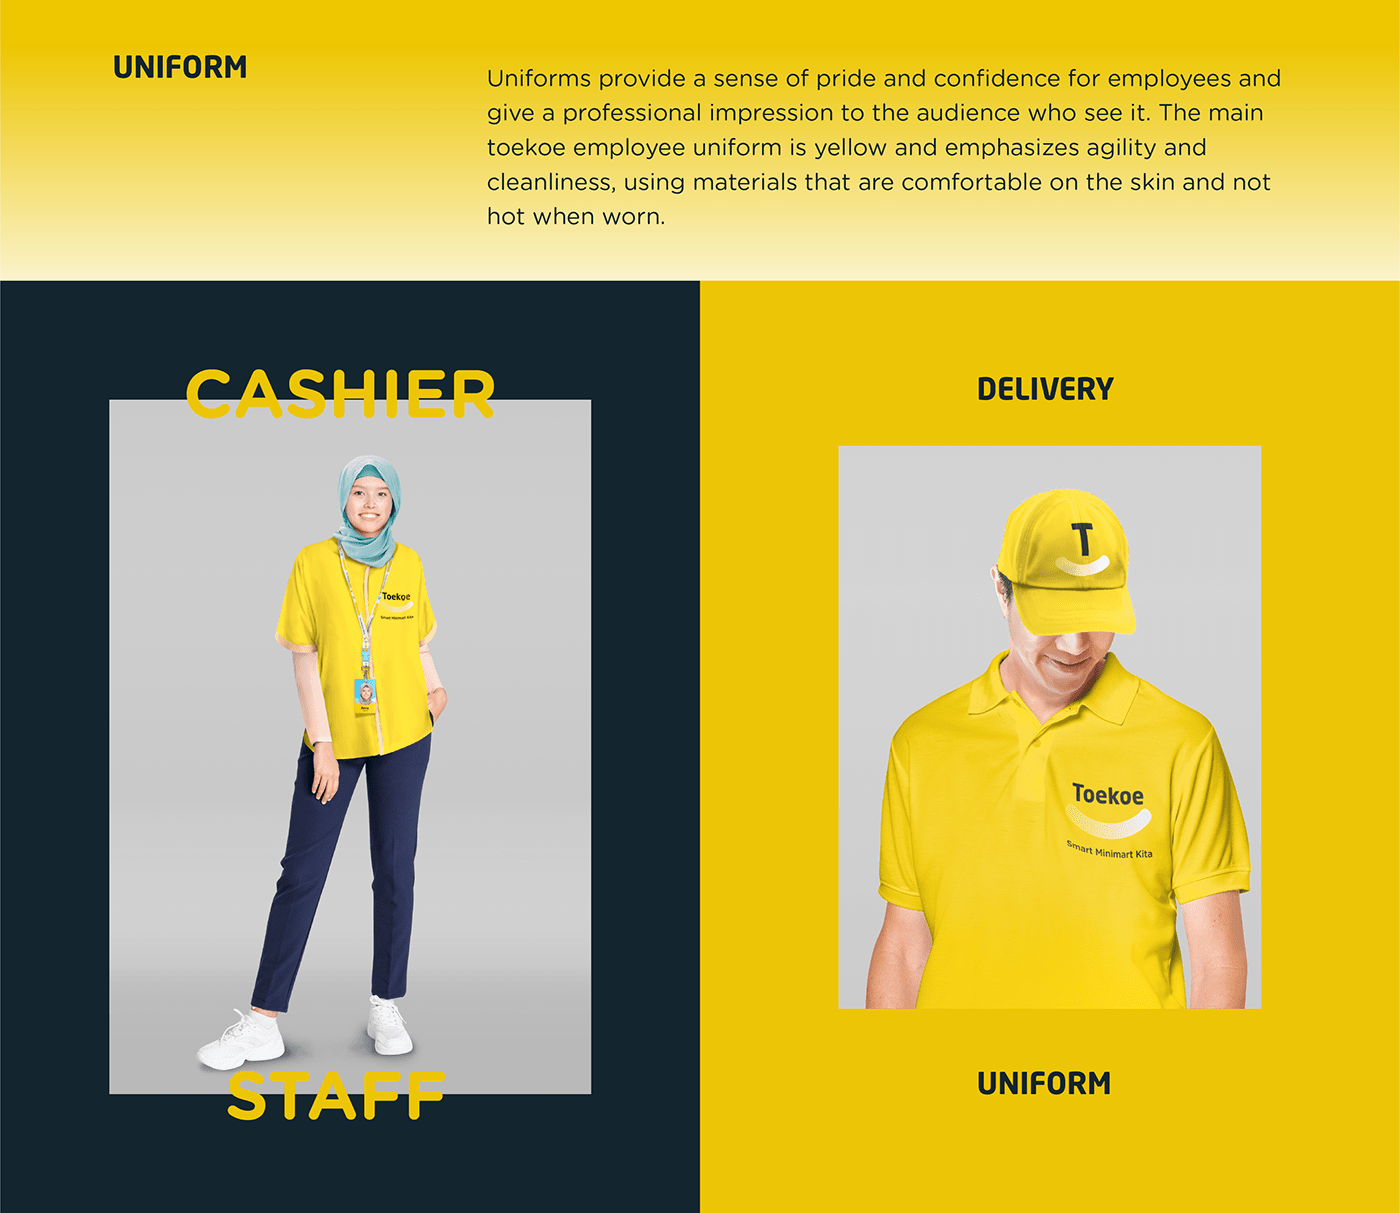 UNIFORM
Uniforms provide a sense of pride and confidence for employees and
give a professional impression to the audience who see it. The main
toekoe employee uniform is yellow and emphasizes agility and
cleanliness, using materials that are comfortable on the skin and not
hot when worn.
CASHIER
Toekoe
Smart Minimart Kita
STAFF
DELIVERY
T
Toekoe
Smart Minimart Kita
UNIFORM